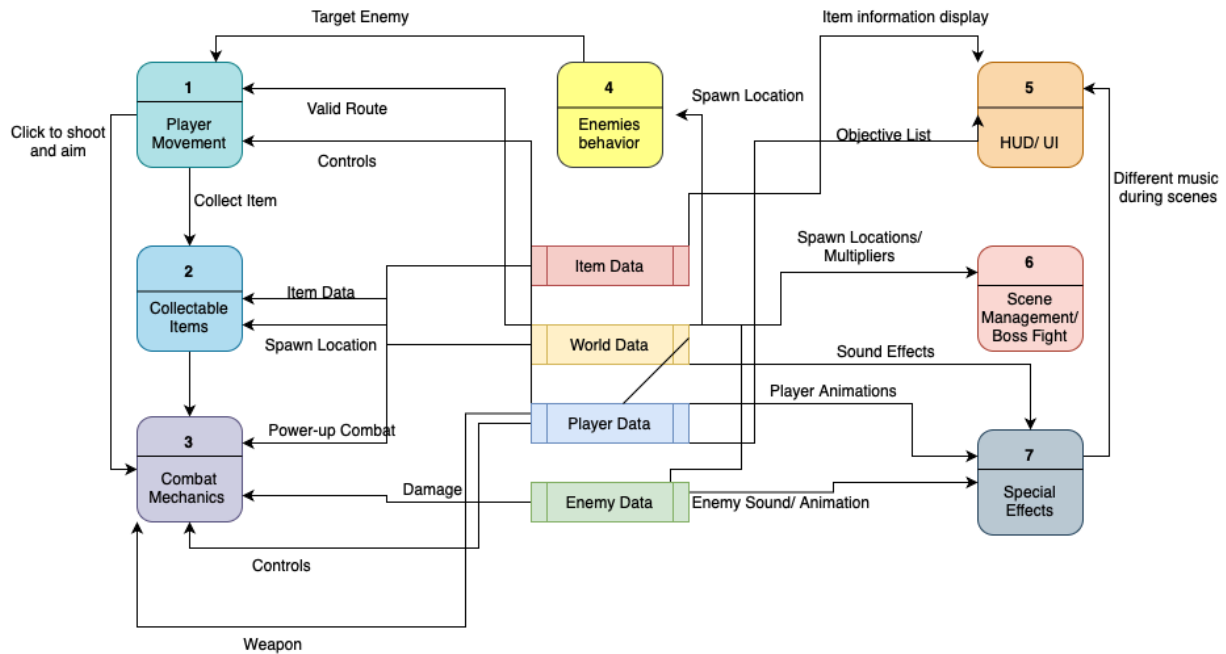 Target Enemy
Item information display
1
Player
Movement
4
Enemies
behavior
5
HUD/ UI
Spawn Location
Valid Route
Click to shoot
and aim
Objective List
Controls
Different music
during scenes
Collect Item
Spawn Locations/
Multipliers
2
Collectable
Items
Item Data
6
Scene
Management/
Boss Fight
Item Data
Spawn Location
World Data
Sound Effects
Player Animations
Player Data
Power-up Combat
3
Combat
Mechanics
7
Special
Effects
Damage
Enemy Data
Enemy Sound/ Animation
Controls
Weapon